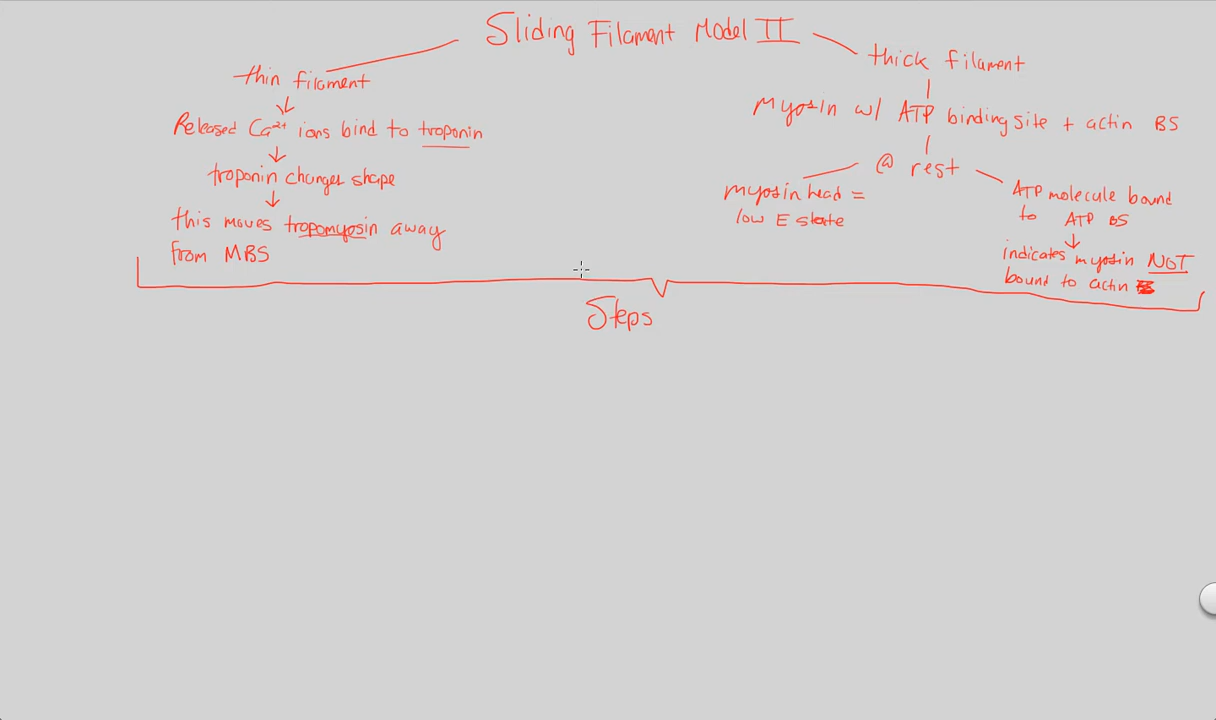 Sliding Filament Model II
thin filament
Released Ca2+ ions bind to troponin
troponin changes shape
this moves tropomyosin away
from MBS
thick filament
myosin w/ ATP binding site + actin BS
@ rest
myosin head =
low E state
ATP molecule bound
to ATP BS
indicates myosin NOT
bound to actin
Steps